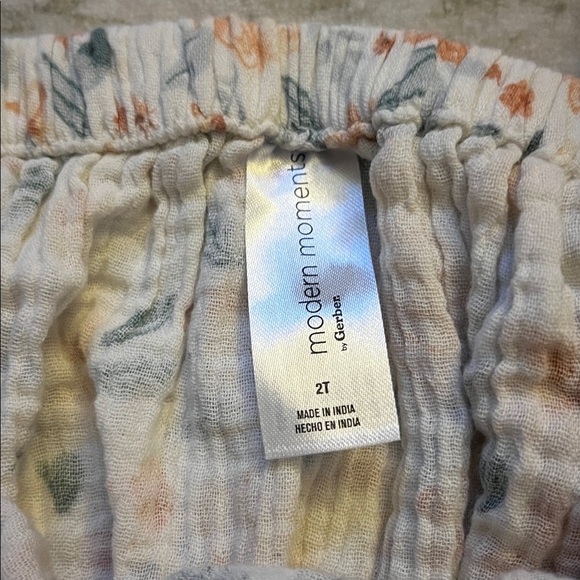 modern moments
by Gerber.
2T
MADE IN INDIA
HECHO EN INDIA